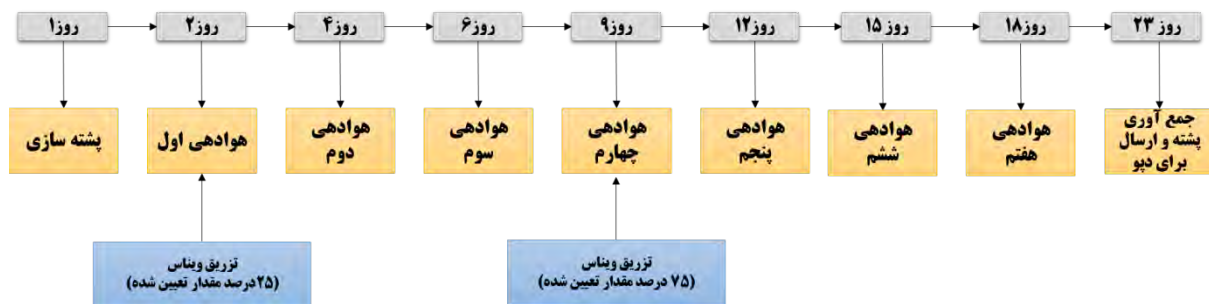 روز۱
روز۲
روز۴
روز۶
روز۹
روز۱۲
روز ۱۵
روز۱۸
روز ۲۳
پشته سازی
هوادهی اول
هوادهی
دوم
هوادهی
سوم
هوادهی
چهارم
هوادهی
پنجم
هوادهی
ششم
هوادهی
هفتم
جمع آوری
پشته و ارسال
برای دپو
تزریق ویناس
(۲۵درصد مقدار تعیین شده)
تزریق ویناس
(۷۵ درصد مقدار تعیین شده)